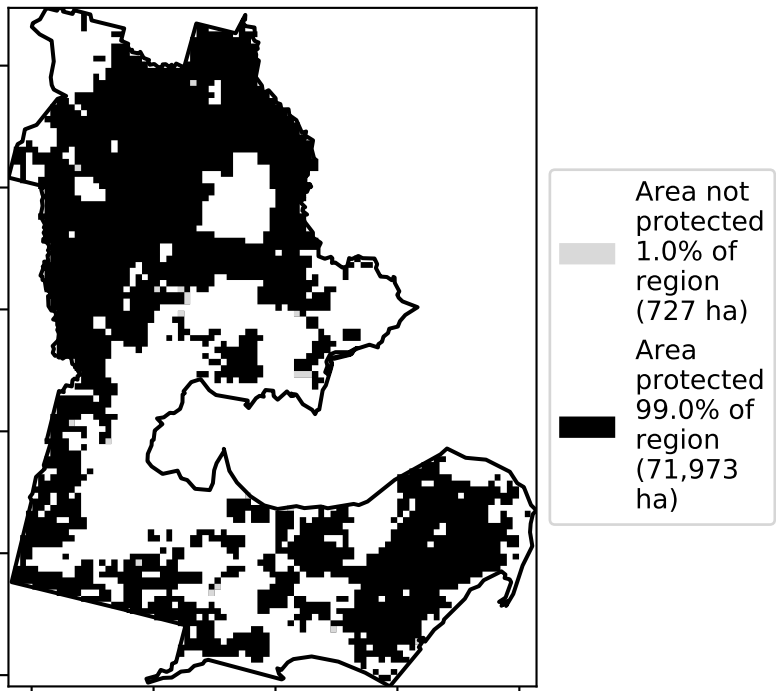 Area not
protected
1.0% of
region
(727 ha)
Area
protected
99.0% of
region
(71,973
ha)